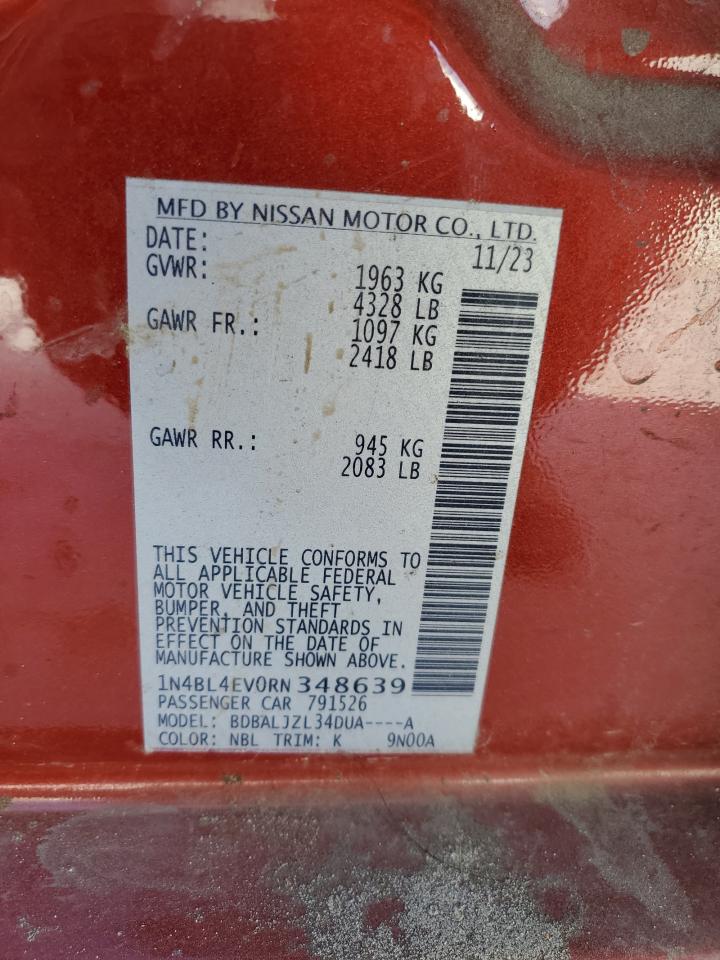 MFD BY NISSAN MOTOR CO., LTD.
DATE: 11/23
GVWR: 1963 KG
4328 LB
GAWR FR.: 1097 KG
2418 LB
GAWR RR.: 945 KG
2083 LB
THIS VEHICLE CONFORMS TO
ALL APPLICABLE FEDERAL
MOTOR VEHICLE SAFETY,
BUMPER, AND THEFT
PREVENTION STANDARDS IN
EFFECT ON THE DATE OF
MANUFACTURE SHOWN ABOVE.
1N4BL4EV0RN348639
PASSENGER CAR 791526
MODEL: BDBALJZL34DUA----A
COLOR: NBL TRIM: K 9N00A